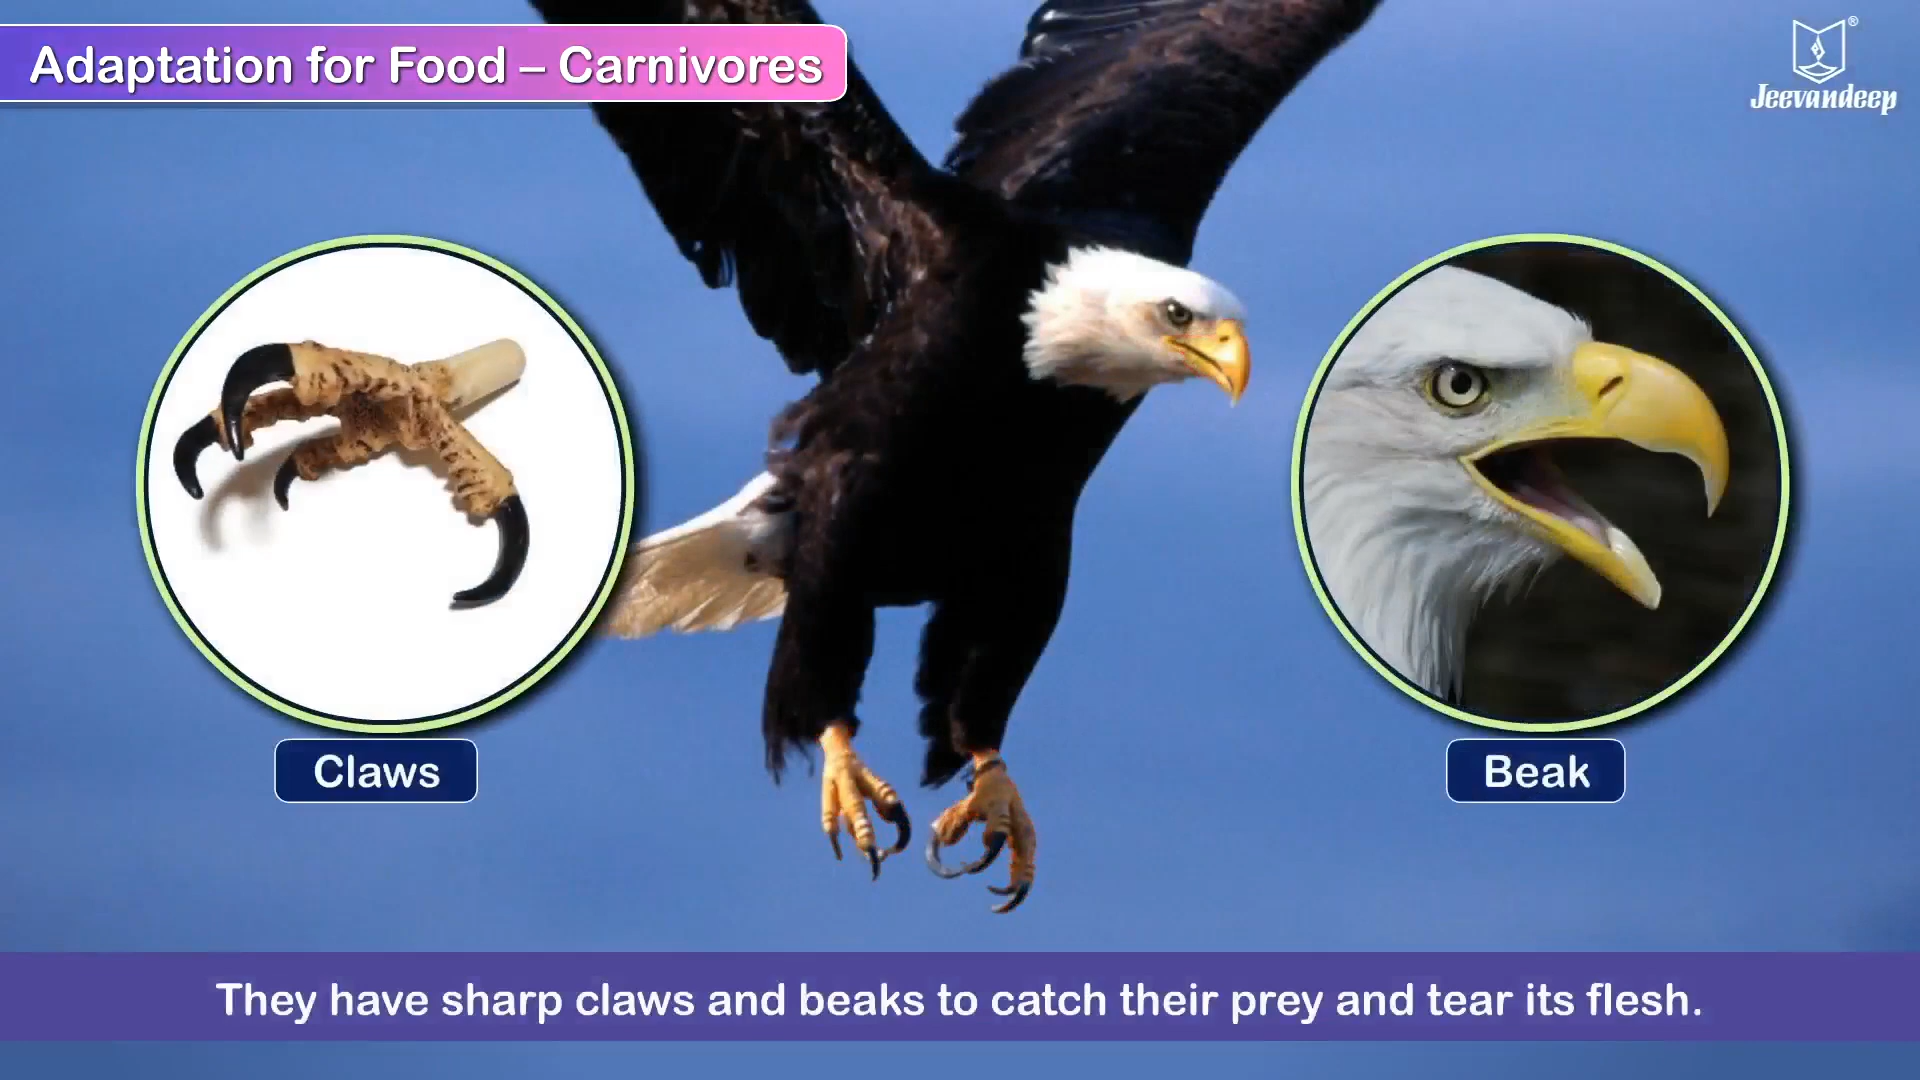 Adaptation for Food – Carnivores
®
Jeevandeep
Claws
Beak
They have sharp claws and beaks to catch their prey and tear its flesh.